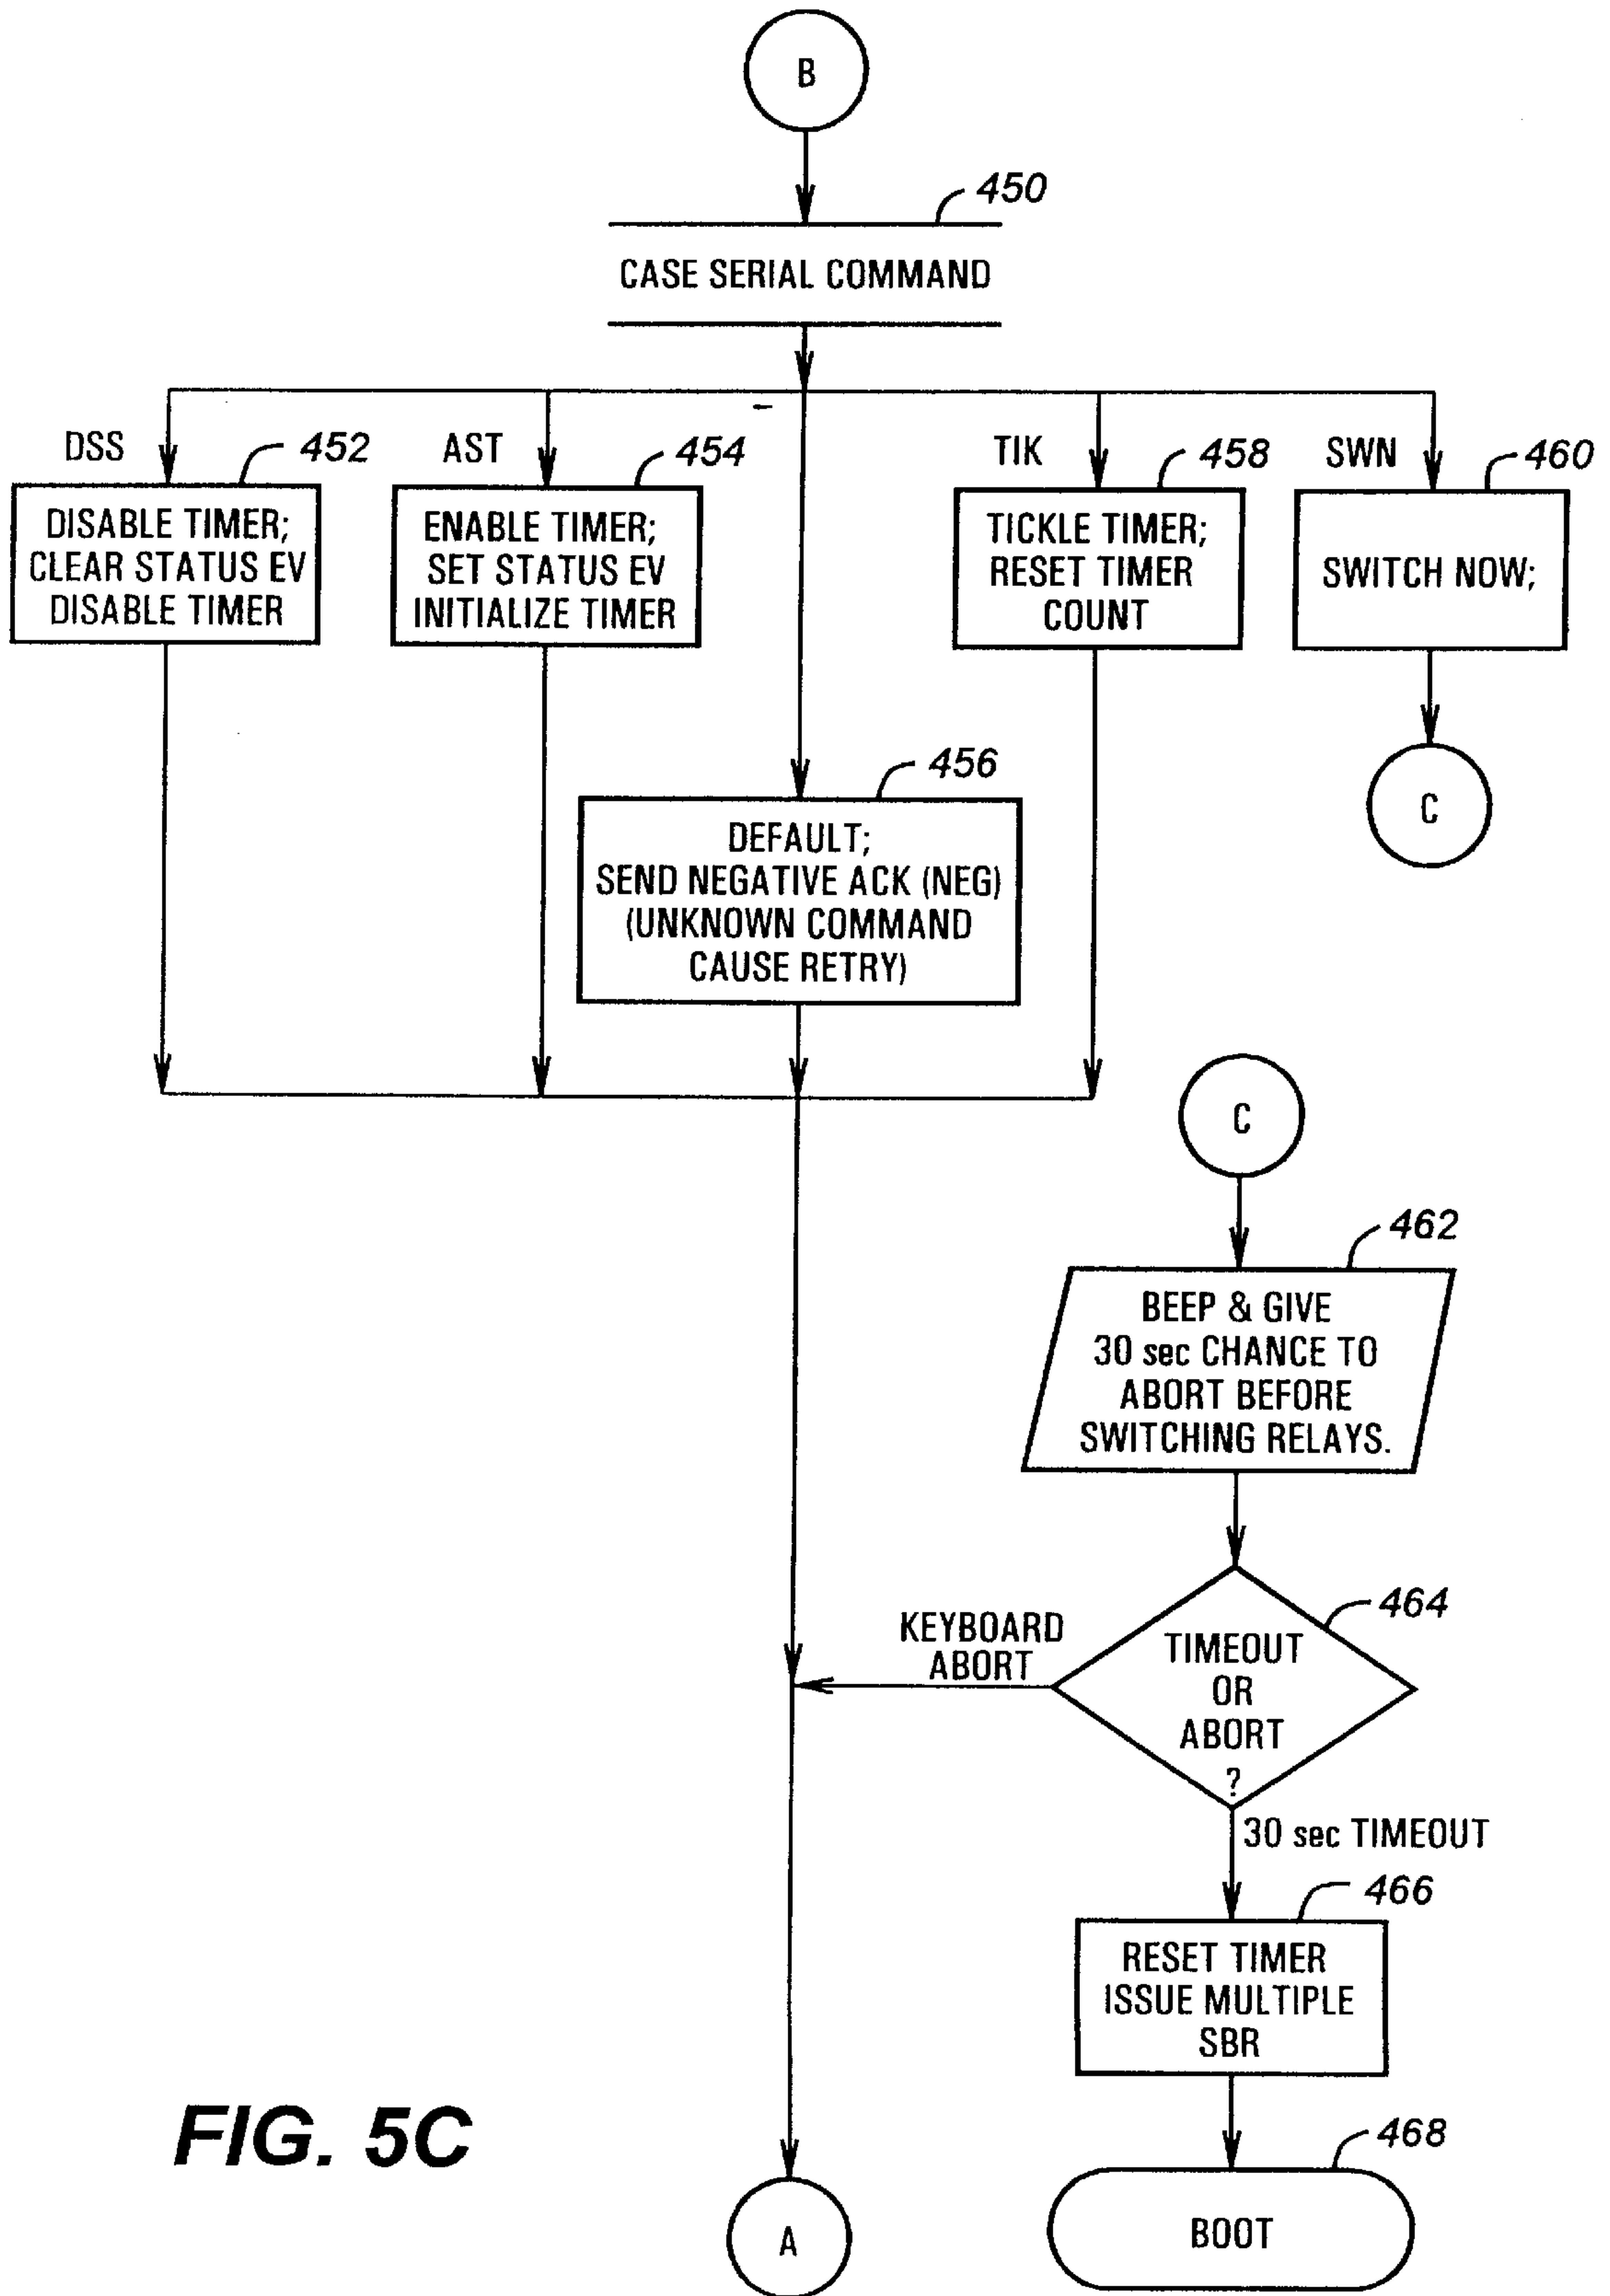 B
450
CASE SERIAL COMMAND
DSS
452
AST
454
TIK
458
SWN
460
DISABLE TIMER;
CLEAR STATUS EV
DISABLE TIMER
ENABLE TIMER;
SET STATUS EV
INITIALIZE TIMER
TICKLE TIMER;
RESET TIMER
COUNT
SWITCH NOW;
C
456
DEFAULT;
SEND NEGATIVE ACK (NEG)
(UNKNOWN COMMAND
CAUSE RETRY)
C
462
BEEP & GIVE
30 sec CHANCE TO
ABORT BEFORE
SWITCHING RELAYS.
464
KEYBOARD
ABORT
TIMEOUT
OR
ABORT
?
30 sec TIMEOUT
466
RESET TIMER
ISSUE MULTIPLE
SBR
468
BOOT
A
FIG. 5C